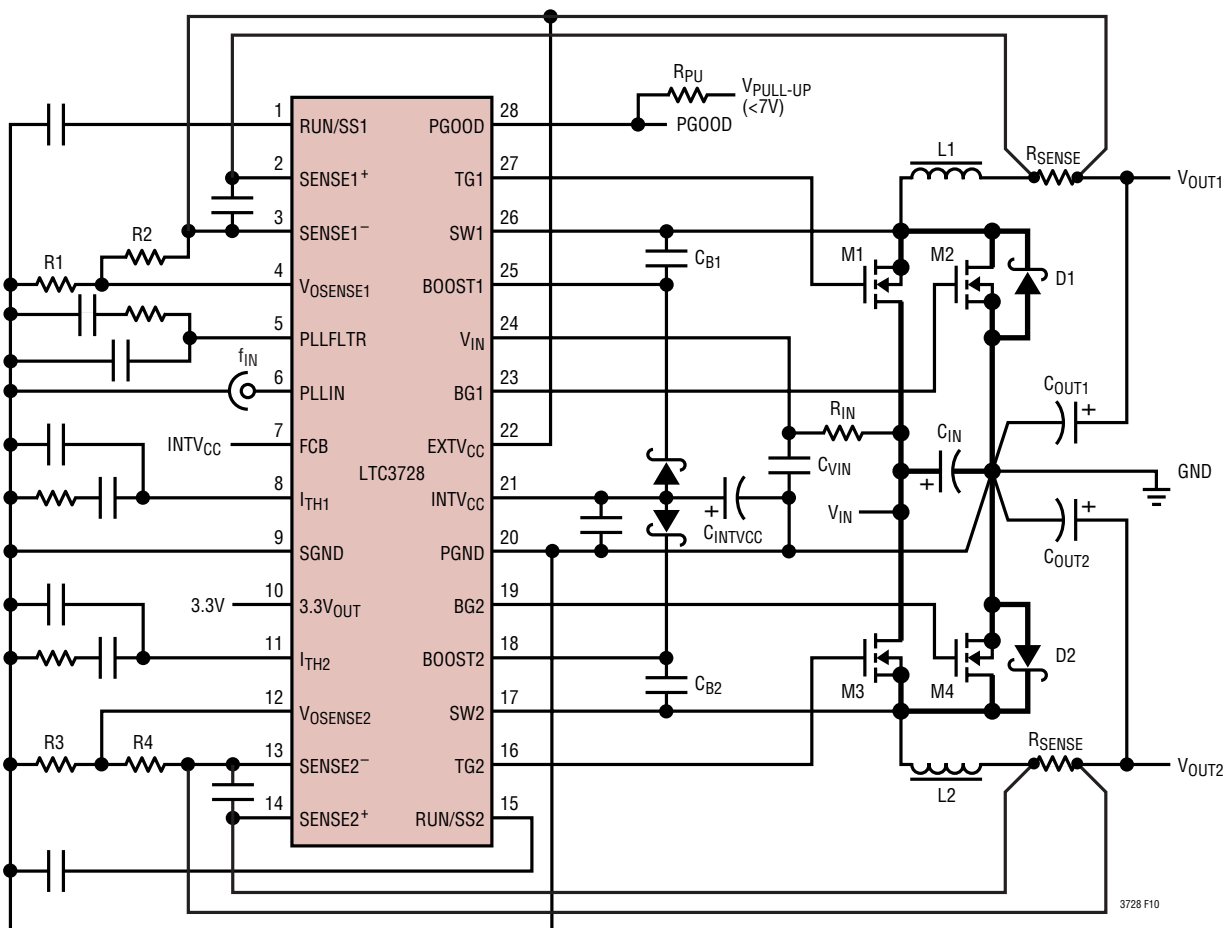 RPU
VPULL-UP
(<7V)
PGOOD
1
RUN/SS1
PGOOD
28
2
SENSE1+
TG1
27
3
SENSE1–
SW1
26
4
VOSENSE1
BOOST1
25
5
PLLFLTR
VIN
24
6
PLLIN
BG1
23
7
FCB
EXTVCC
22
LTC3728
8
ITH1
INTVCC
21
9
SGND
PGND
20
10
3.3VOUT
BG2
19
11
ITH2
BOOST2
18
12
VOSENSE2
SW2
17
13
SENSE2–
TG2
16
14
SENSE2+
RUN/SS2
15
R2
R1
fIN
INTVCC
3.3V
R3
R4
L1
RSENSE
VOUT1
CB1
M1
M2
D1
COUT1
+
RIN
CIN
+
CVIN
GND
+
CINTVCC
VIN
+
COUT2
M3
M4
D2
CB2
RSENSE
VOUT2
L2
3728 F10